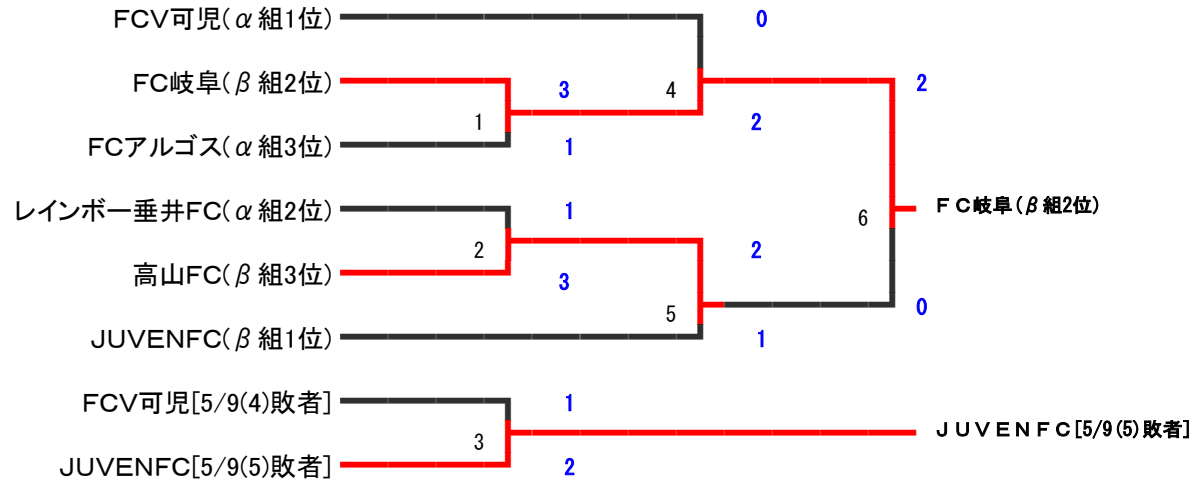 FCV可児(α組1位)
0
FC岐阜(β組2位)
3
4
2
1
2
FCアルゴス(α組3位)
1
レインボー垂井FC(α組2位)
1
6
FC岐阜(β組2位)
2
2
高山FC(β組3位)
3
5
0
JUVENFC(β組1位)
1
FCV可児[5/9(4)敗者]
1
3
JUVENFC[5/9(5)敗者]
JUVENFC[5/9(5)敗者]
2